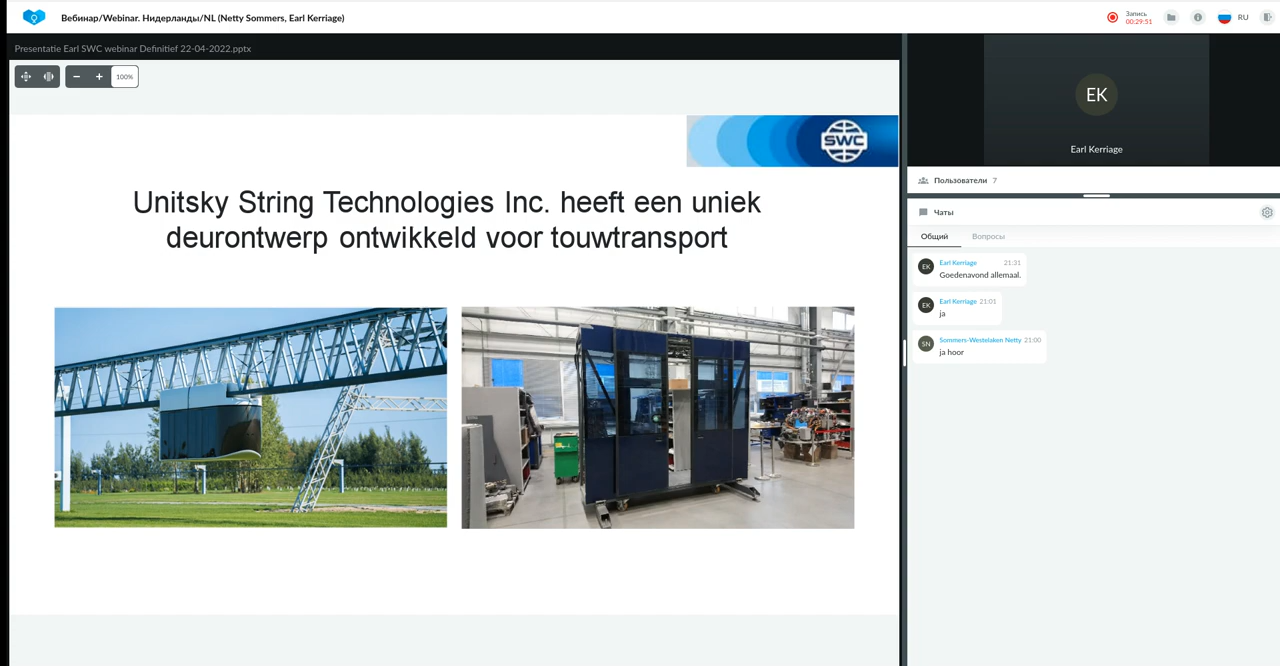 Вебинар/Webinar. Нидерланды/NL (Netty Sommers, Earl Kerriage)
Запись
00:29:51
RU
Presentatie Earl SWC webinar Definitief 22-04-2022.pptx
100%
SWC
Unitsky String Technologies Inc. heeft een uniek
deurontwerp ontwikkeld voor touwtransport
EK
Earl Kerriage
Пользователи 7
Чаты
Общий Вопросы
EK
Earl Kerriage 21:31
Goedenavond allemaal.
EK
Earl Kerriage 21:01
ja
SN
Sommers-Westelaken Netty 21:00
ja hoor